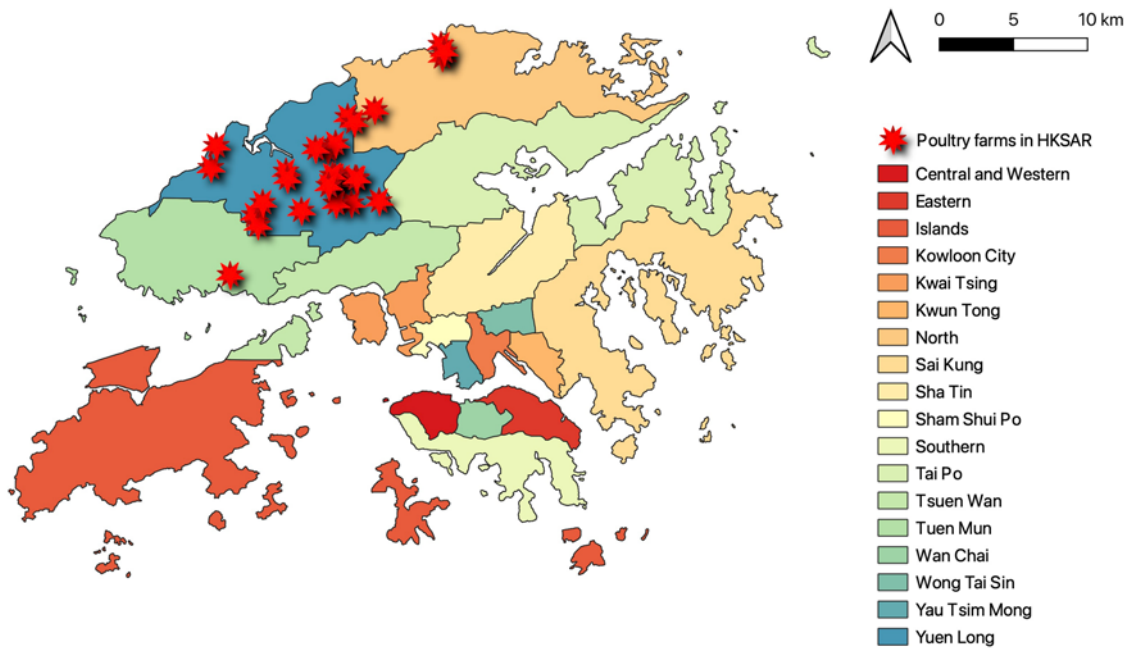 0 5 10 km
Poultry farms in HKSAR
Central and Western
Eastern
Islands
Kowloon City
Kwai Tsing
Kwun Tong
North
Sai Kung
Sha Tin
Sham Shui Po
Southern
Tai Po
Tsuen Wan
Tuen Mun
Wan Chai
Wong Tai Sin
Yau Tsim Mong
Yuen Long